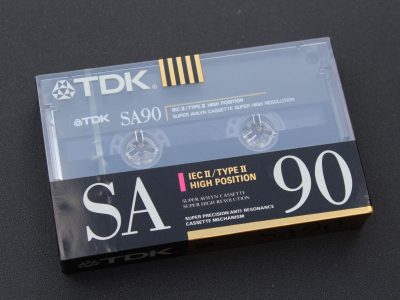 TDK®
TDK SA90 IEC II / TYPE II HIGH POSITION
SUPER AVILYN CASSETTE SUPER HIGH RESOLUTION
SA 90
IEC II / TYPE II
HIGH POSITION
SUPER AVILYN CASSETTE
SUPER HIGH RESOLUTION
SUPER PRECISION ANTI-RESONANCE
CASSETTE MECHANISM